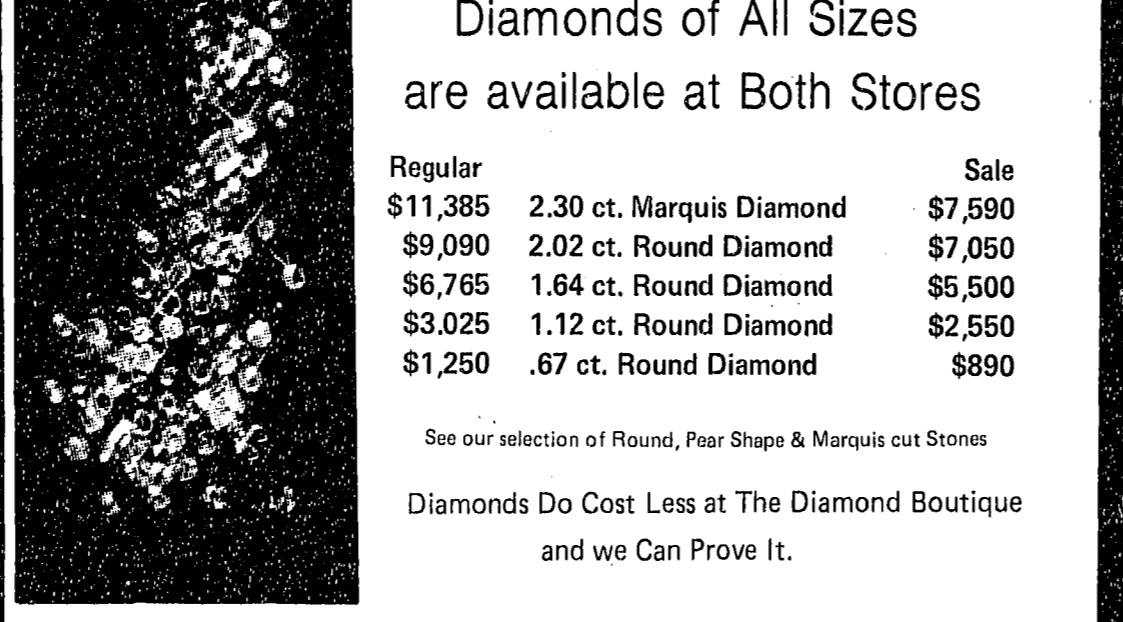 Diamonds of All Sizes
are available at Both Stores
Regular Sale
$11,385 2.30 ct. Marquis Diamond $7,590
$9,090 2.02 ct. Round Diamond $7,050
$6,765 1.64 ct. Round Diamond $5,500
$3.025 1.12 ct. Round Diamond $2,550
$1,250 .67 ct. Round Diamond $890
See our selection of Round, Pear Shape & Marquis cut Stones
Diamonds Do Cost Less at The Diamond Boutique
and we Can Prove It.